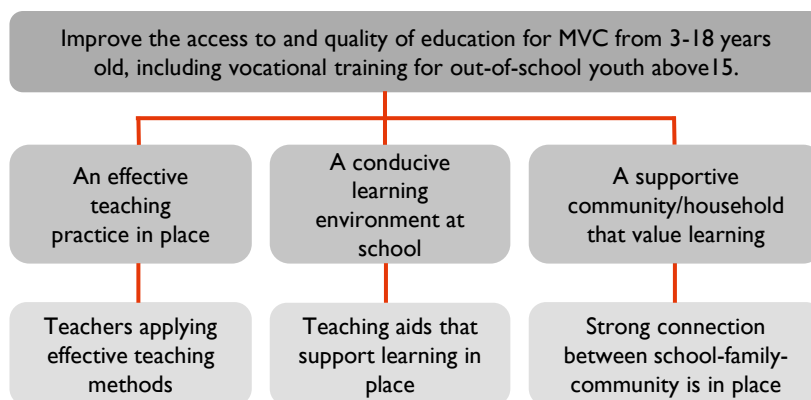 Improve the access to and quality of education for MVC from 3-18 years
old, including vocational training for out-of-school youth above15.
An effective
teaching
practice in place
A conducive
learning
environment at
school
A supportive
community/household
that value learning
Teachers applying
effective teaching
methods
Teaching aids that
support learning in
place
Strong connection
between school-family-
community is in place